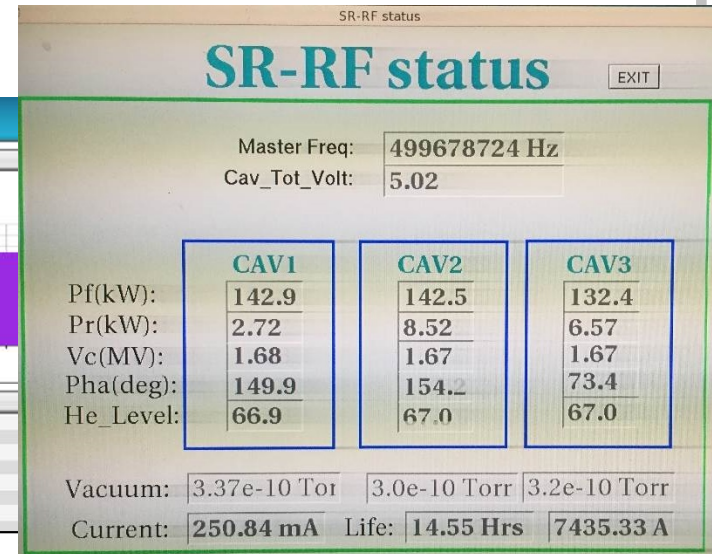 SR-RF status
SR-RF status
EXIT
Master Freq: 499678724 Hz
Cav_Tot_Volt: 5.02
CAV1 CAV2 CAV3
Pf(kW): 142.9 142.5 132.4
Pr(kW): 2.72 8.52 6.57
Vc(MV): 1.68 1.67 1.67
Pha(deg): 149.9 154.2 73.4
He_Level: 66.9 67.0 67.0
Vacuum: 3.37e-10 Tor 3.0e-10 Torr 3.2e-10 Torr
Current: 250.84 mA Life: 14.55 Hrs 7435.33 A